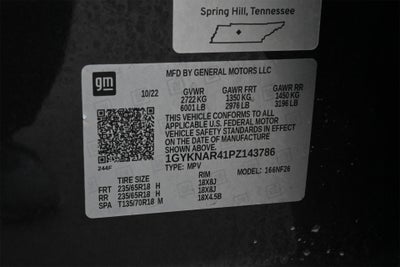 Spring Hill, Tennessee
gm
MFD BY GENERAL MOTORS LLC
10/22 GVWR GAWR FRT GAWR RR
2722 KG 1350 KG 1450 KG
6001 LB 2976 LB 3196 LB
THIS VEHICLE CONFORMS TO ALL
APPLICABLE U.S. FEDERAL MOTOR
VEHICLE SAFETY STANDARDS IN EFFECT
ON THE DATE OF MANUFACTURE
SHOWN ABOVE.
1GYKNAR41PZ143786
TYPE: MPV MODEL: 166NF26
244F
TIRE SIZE RIM
FRT 235/65R18 H 18X8J
RR 235/65R18 H 18X8J
SPA T135/70R18 M 18X4.5B